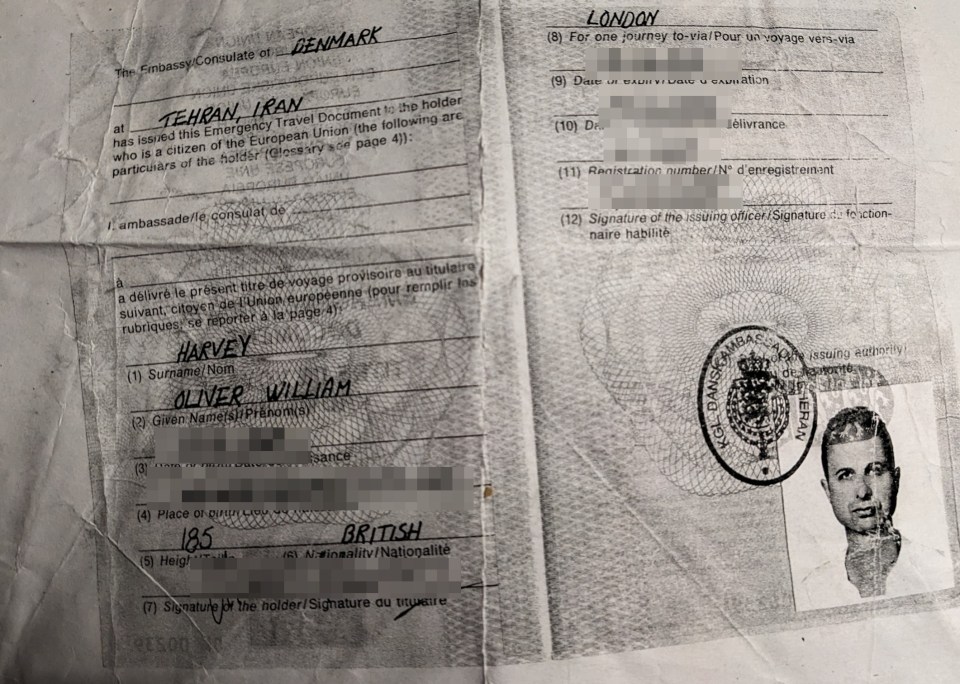 The Embassy/Consulate of DENMARK
at TEHRAN, IRAN
has issued this Emergency Travel Document to the holder
who is a citizen of the European Union (the following are
particulars of the holder (Glossary see page 4)):
L'ambassade/le consulat de
à
a délivré le présent titre de voyage provisoire au titulaire
suivant, citoyen de l'Union européenne (pour remplir les
rubriques, se reporter à la page 4):
HARVEY
(1) Surname/Nom
OLIVER WILLIAM
(2) Given Name(s)/Prénom(s)
(3)
(4) Place of
185 BRITISH
(5) Height (6) Nationality/Nationalité
(7) Signature of the holder/Signature du titulaire
LONDON
(8) For one journey to-via/Pour un voyage vers-via
(9) Date of expiry/Date d'expiration
(10) délivrance
(11) Registration number/N° d'enregistrement
(12) Signature of the issuing officer/Signature du fonction-
naire habilité
issuing authority/
KGL DANSK AMBASSADE